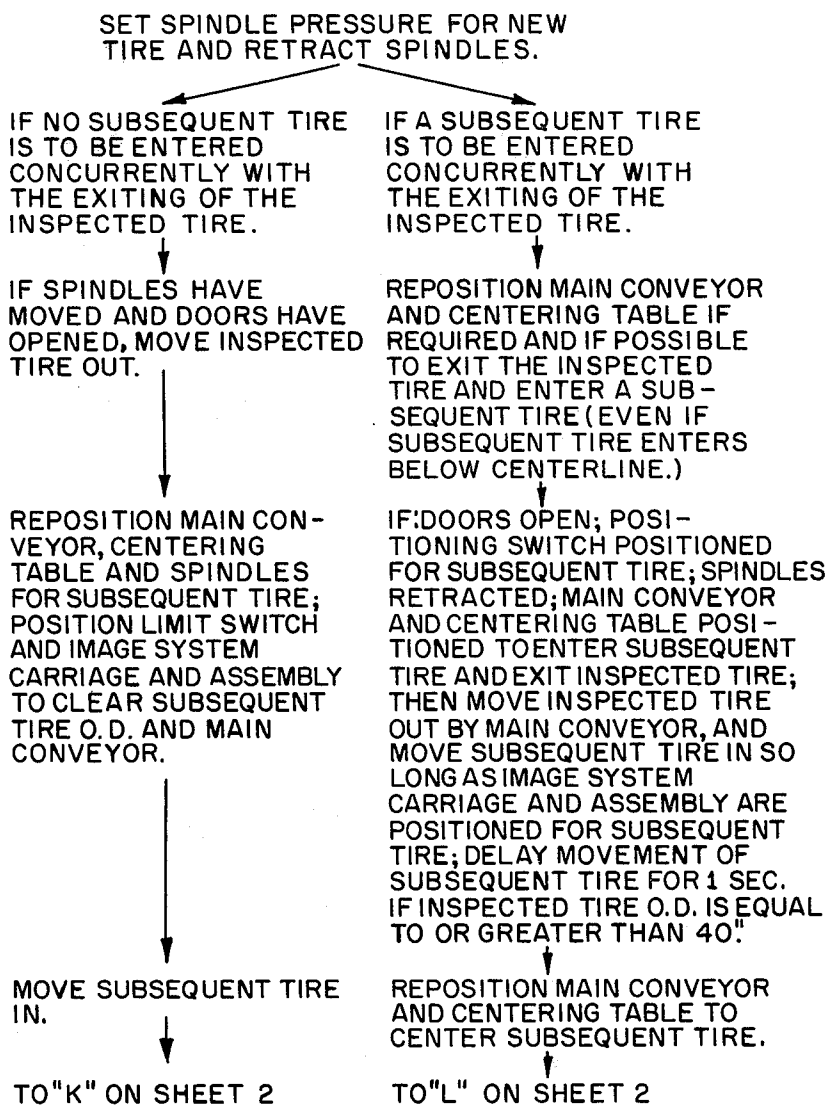 SET SPINDLE PRESSURE FOR NEW
TIRE AND RETRACT SPINDLES.
IF NO SUBSEQUENT TIRE
IS TO BE ENTERED
CONCURRENTLY WITH
THE EXITING OF THE
INSPECTED TIRE.
IF SPINDLES HAVE
MOVED AND DOORS HAVE
OPENED, MOVE INSPECTED
TIRE OUT.
REPOSITION MAIN CON-
VEYOR, CENTERING
TABLE AND SPINDLES
FOR SUBSEQUENT TIRE;
POSITION LIMIT SWITCH
AND IMAGE SYSTEM
CARRIAGE AND ASSEMBLY
TO CLEAR SUBSEQUENT
TIRE O.D. AND MAIN
CONVEYOR.
MOVE SUBSEQUENT TIRE
IN.
TO "K" ON SHEET 2
IF A SUBSEQUENT TIRE
IS TO BE ENTERED
CONCURRENTLY WITH
THE EXITING OF THE
INSPECTED TIRE.
REPOSITION MAIN CONVEYOR
AND CENTERING TABLE IF
REQUIRED AND IF POSSIBLE
TO EXIT THE INSPECTED
TIRE AND ENTER A SUB-
SEQUENT TIRE (EVEN IF
SUBSEQUENT TIRE ENTERS
BELOW CENTERLINE.)
IF: DOORS OPEN; POSI-
TIONING SWITCH POSITIONED
FOR SUBSEQUENT TIRE; SPINDLES
RETRACTED; MAIN CONVEYOR
AND CENTERING TABLE POSI-
TIONED TO ENTER SUBSEQUENT
TIRE AND EXIT INSPECTED TIRE;
THEN MOVE INSPECTED TIRE
OUT BY MAIN CONVEYOR, AND
MOVE SUBSEQUENT TIRE IN SO
LONG AS IMAGE SYSTEM
CARRIAGE AND ASSEMBLY ARE
POSITIONED FOR SUBSEQUENT
TIRE; DELAY MOVEMENT OF
SUBSEQUENT TIRE FOR 1 SEC.
IF INSPECTED TIRE O.D. IS EQUAL
TO OR GREATER THAN 40".
REPOSITION MAIN CONVEYOR
AND CENTERING TABLE TO
CENTER SUBSEQUENT TIRE.
TO "L" ON SHEET 2